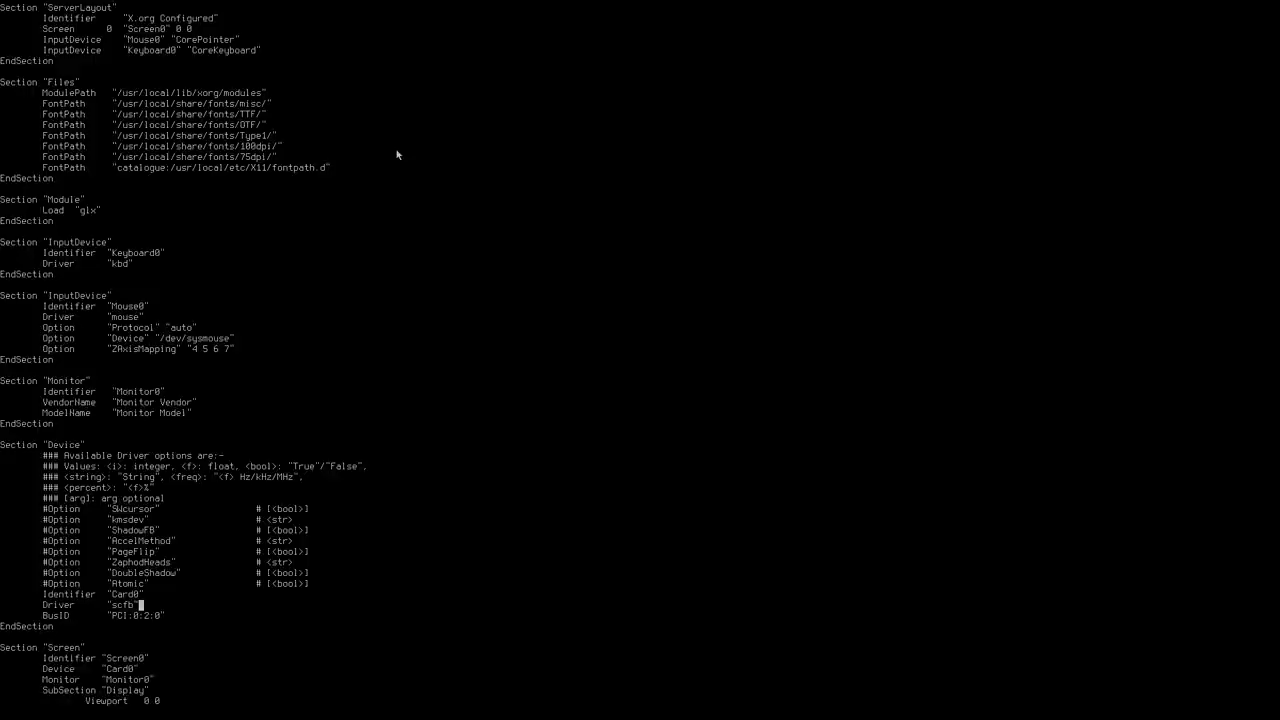 Section "ServerLayout"
Identifier "X.org Configured"
Screen 0 "Screen0" 0 0
InputDevice "Mouse0" "CorePointer"
InputDevice "Keyboard0" "CoreKeyboard"
EndSection
Section "Files"
ModulePath "/usr/local/lib/xorg/modules"
FontPath "/usr/local/share/fonts/misc/"
FontPath "/usr/local/share/fonts/TTF/"
FontPath "/usr/local/share/fonts/OTF/"
FontPath "/usr/local/share/fonts/Type1/"
FontPath "/usr/local/share/fonts/100dpi/"
FontPath "/usr/local/share/fonts/75dpi/"
FontPath "catalogue:/usr/local/etc/X11/fontpath.d"
EndSection
Section "Module"
Load "glx"
EndSection
Section "InputDevice"
Identifier "Keyboard0"
Driver "kbd"
EndSection
Section "InputDevice"
Identifier "Mouse0"
Driver "mouse"
Option "Protocol" "auto"
Option "Device" "/dev/sysmouse"
Option "ZAxisMapping" "4 5 6 7"
EndSection
Section "Monitor"
Identifier "Monitor0"
VendorName "Monitor Vendor"
ModelName "Monitor Model"
EndSection
Section "Device"
### Available Driver options are:-
### Values: <i>: integer, <f>: float, <bool>: "True"/"False",
### <string>: "String", <freq>: "<f> Hz/kHz/MHz",
### <percent>: "<f>%"
### [arg]: arg optional
#Option "SWcursor" # [<bool>]
#Option "kmsdev" # <str>
#Option "ShadowFB" # [<bool>]
#Option "AccelMethod" # <str>
#Option "PageFlip" # [<bool>]
#Option "ZaphodHeads" # <str>
#Option "DoubleShadow" # [<bool>]
#Option "Atomic" # [<bool>]
Identifier "Card0"
Driver "scfb"
BusID "PCI:0:2:0"
EndSection
Section "Screen"
Identifier "Screen0"
Device "Card0"
Monitor "Monitor0"
SubSection "Display"
Viewport 0 0